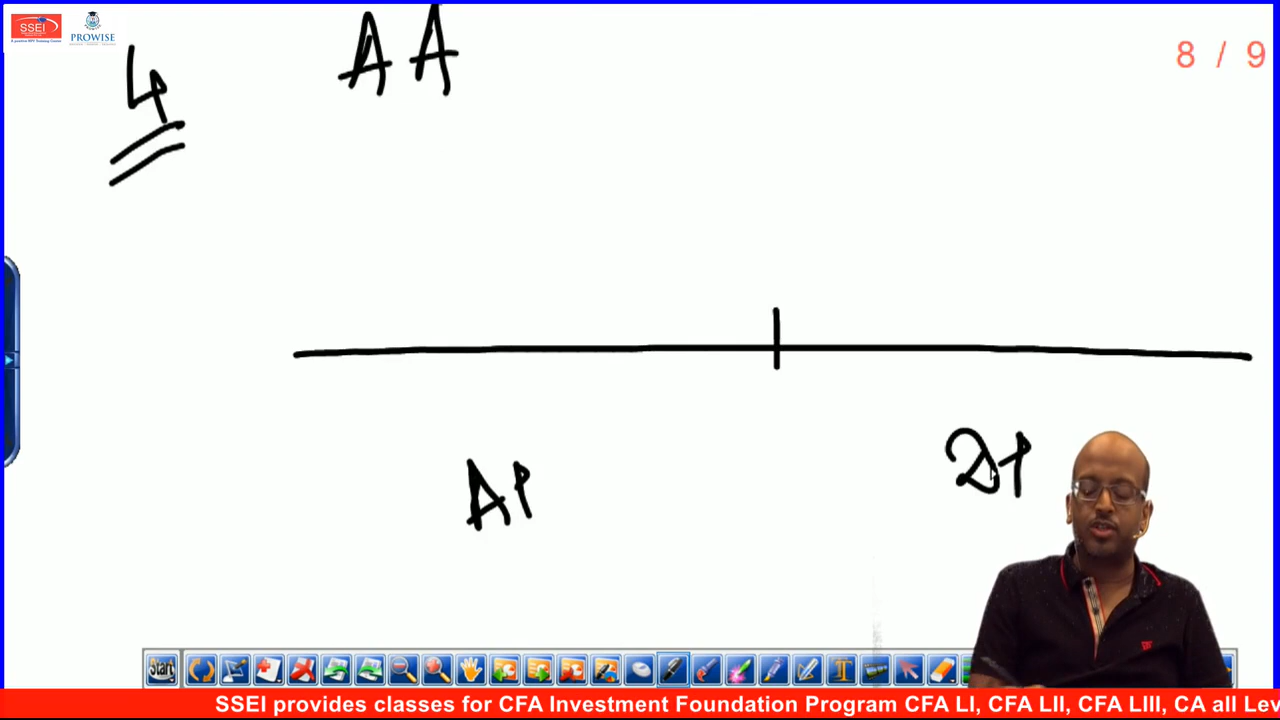 SSEI
PROWISE
8 / 9
4
AA
AP
DP
Start
SSEI provides classes for CFA Investment Foundation Program CFA LI, CFA LII, CFA LIII, CA all Lev